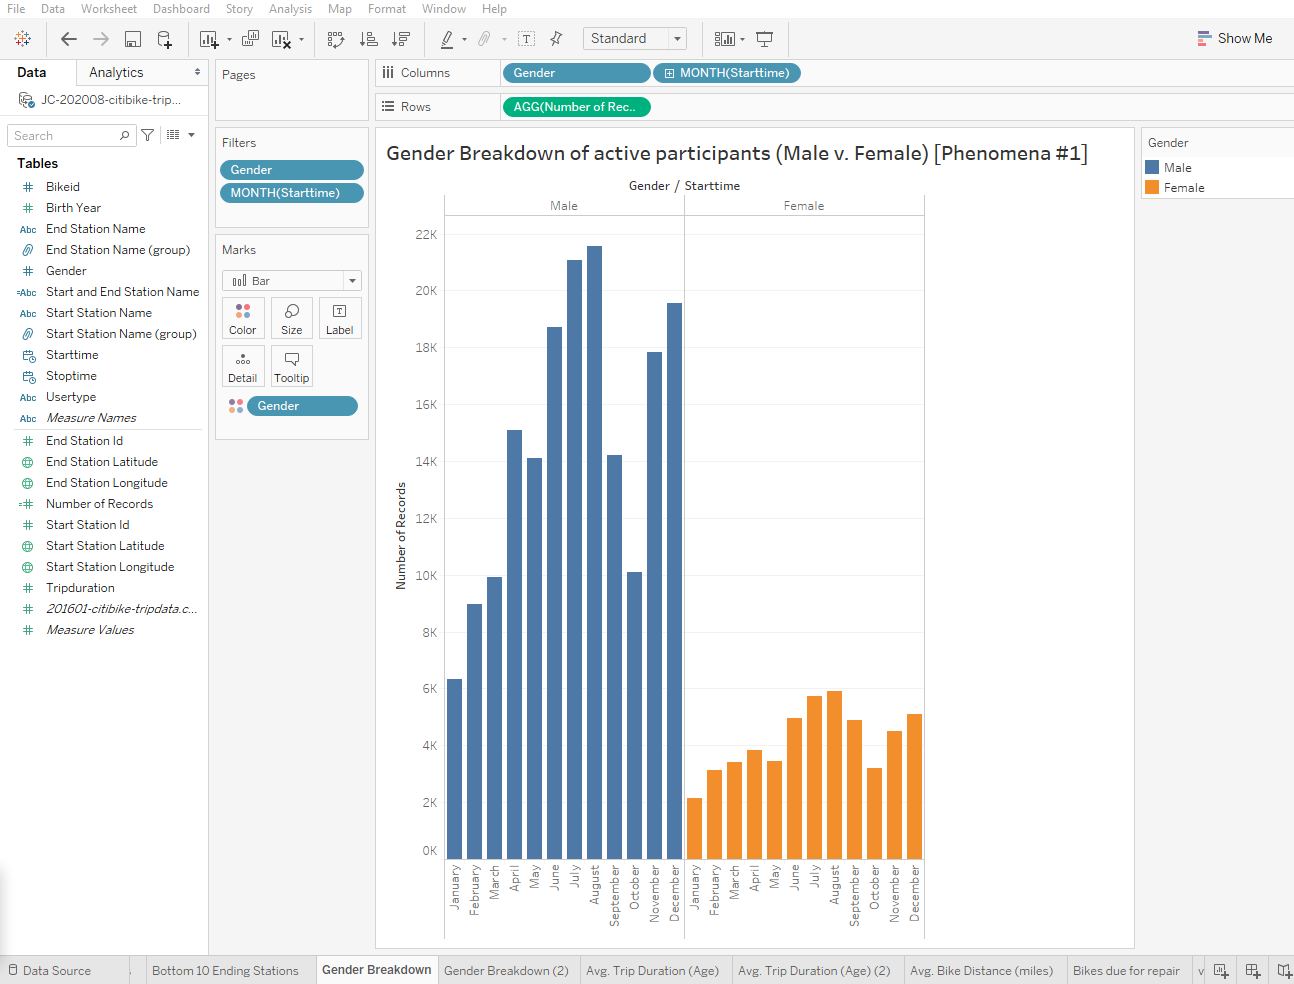 File Data Worksheet Dashboard Story Analysis Map Format Window Help
Standard
Show Me
Data Analytics
JC-202008-citibike-trip...
Search
Tables
Bikeid
Birth Year
Abc End Station Name
End Station Name (group)
Gender
=Abc Start and End Station Name
Abc Start Station Name
Start Station Name (group)
Starttime
Stoptime
Abc Usertype
Abc Measure Names
End Station Id
End Station Latitude
End Station Longitude
Number of Records
Start Station Id
Start Station Latitude
Start Station Longitude
Tripduration
201601-citibike-tripdata.c...
Measure Values
Pages
Filters
Gender
MONTH(Starttime)
Marks
Bar
Color Size Label
Detail Tooltip
Gender
Columns Gender MONTH(Starttime)
Rows AGG(Number of Rec..
Gender Breakdown of active participants (Male v. Female) [Phenomena #1]
Gender / Starttime
Male Female
22K
20K
18K
16K
14K
12K
10K
8K
6K
4K
2K
0K
Number of Records
January February March April May June July August September October November December January February March April May June July August September October November December
Gender
Male
Female
Data Source Bottom 10 Ending Stations Gender Breakdown Gender Breakdown (2) Avg. Trip Duration (Age) Avg. Trip Duration (Age) (2) Avg. Bike Distance (miles) Bikes due for repair v